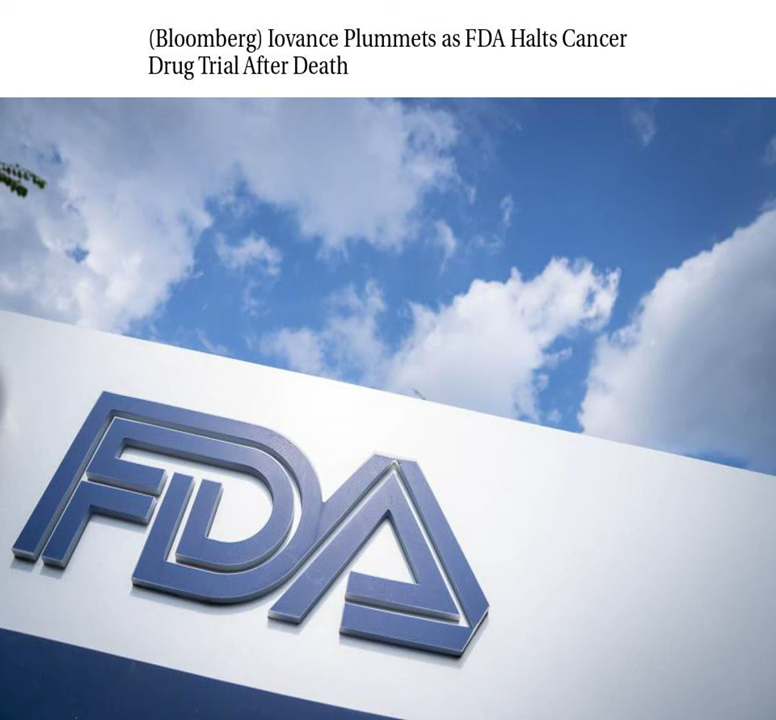 (Bloomberg) Iovance Plummets as FDA Halts Cancer
Drug Trial After Death
FDA